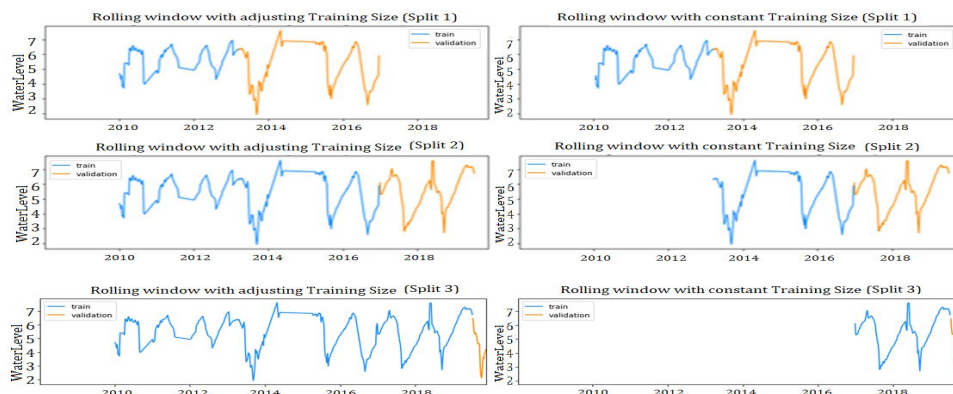 Rolling window with adjusting Training Size (Split 1)
WaterLevel
7
6
5
4
3
2
train
validation
2010 2012 2014 2016 2018
Rolling window with constant Training Size (Split 1)
WaterLevel
7
6
5
4
3
2
train
validation
2010 2012 2014 2016 2018
Rolling window with adjusting Training Size (Split 2)
WaterLevel
7
6
5
4
3
2
train
validation
2010 2012 2014 2016 2018
Rolling window with constant Training Size (Split 2)
WaterLevel
7
6
5
4
3
2
train
validation
2010 2012 2014 2016 2018
Rolling window with adjusting Training Size (Split 3)
WaterLevel
7
6
5
4
3
2
train
validation
2010 2012 2014 2016 2018
Rolling window with constant Training Size (Split 3)
WaterLevel
7
6
5
4
3
2
train
validation
2010 2012 2014 2016 2018